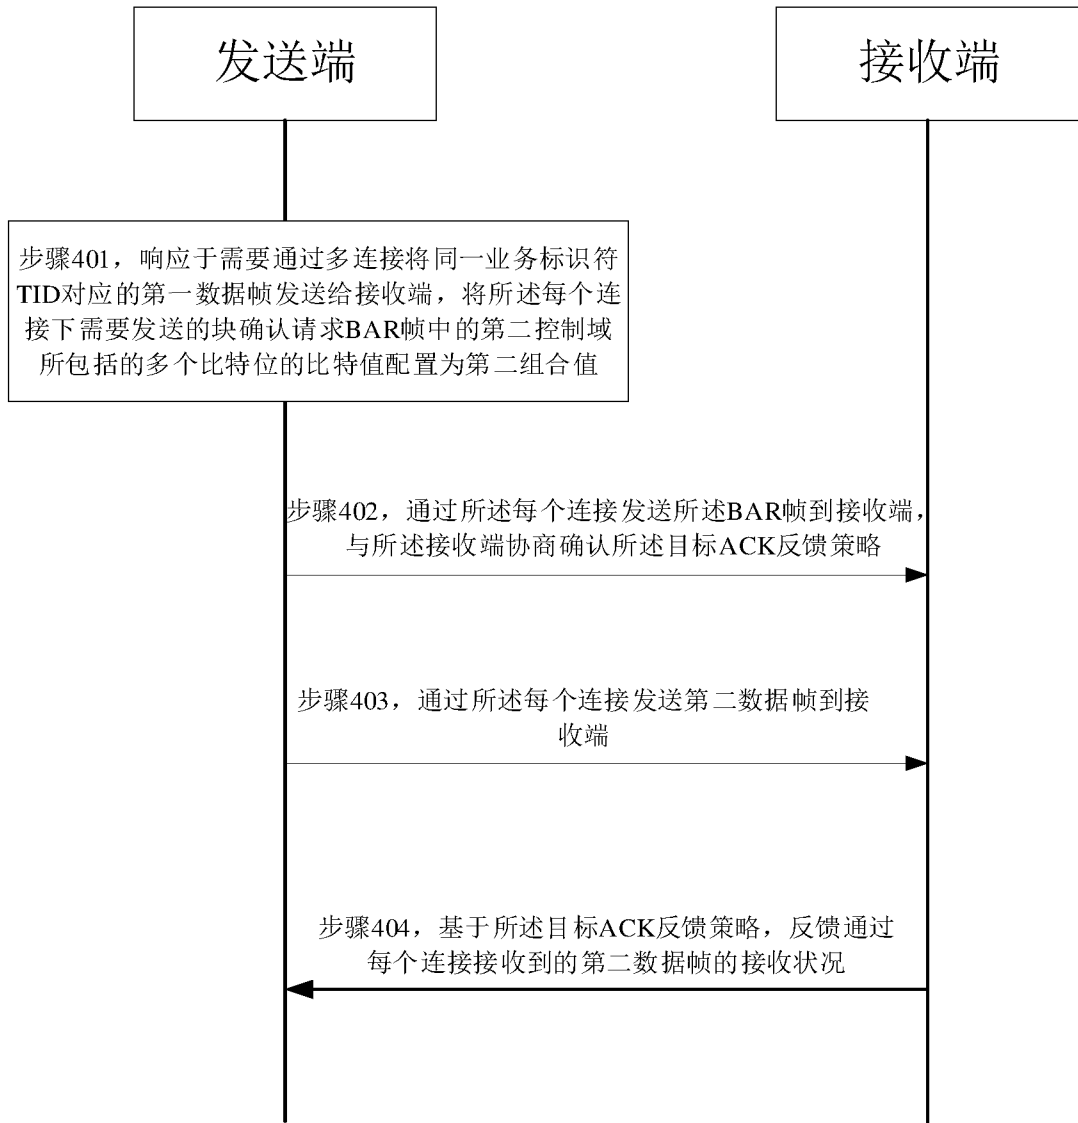 发送端
接收端
步骤401，响应于需要通过多连接将同一业务标识符
TID对应的第一数据帧发送给接收端，将所述每个连
接下需要发送的块确认请求BAR帧中的第二控制域
所包括的多个比特位的比特值配置为第二组合值
步骤402，通过所述每个连接发送所述BAR帧到接收端，
与所述接收端协商确认所述目标ACK反馈策略
步骤403，通过所述每个连接发送第二数据帧到接
收端
步骤404，基于所述目标ACK反馈策略，反馈通过
每个连接接收到的第二数据帧的接收状况